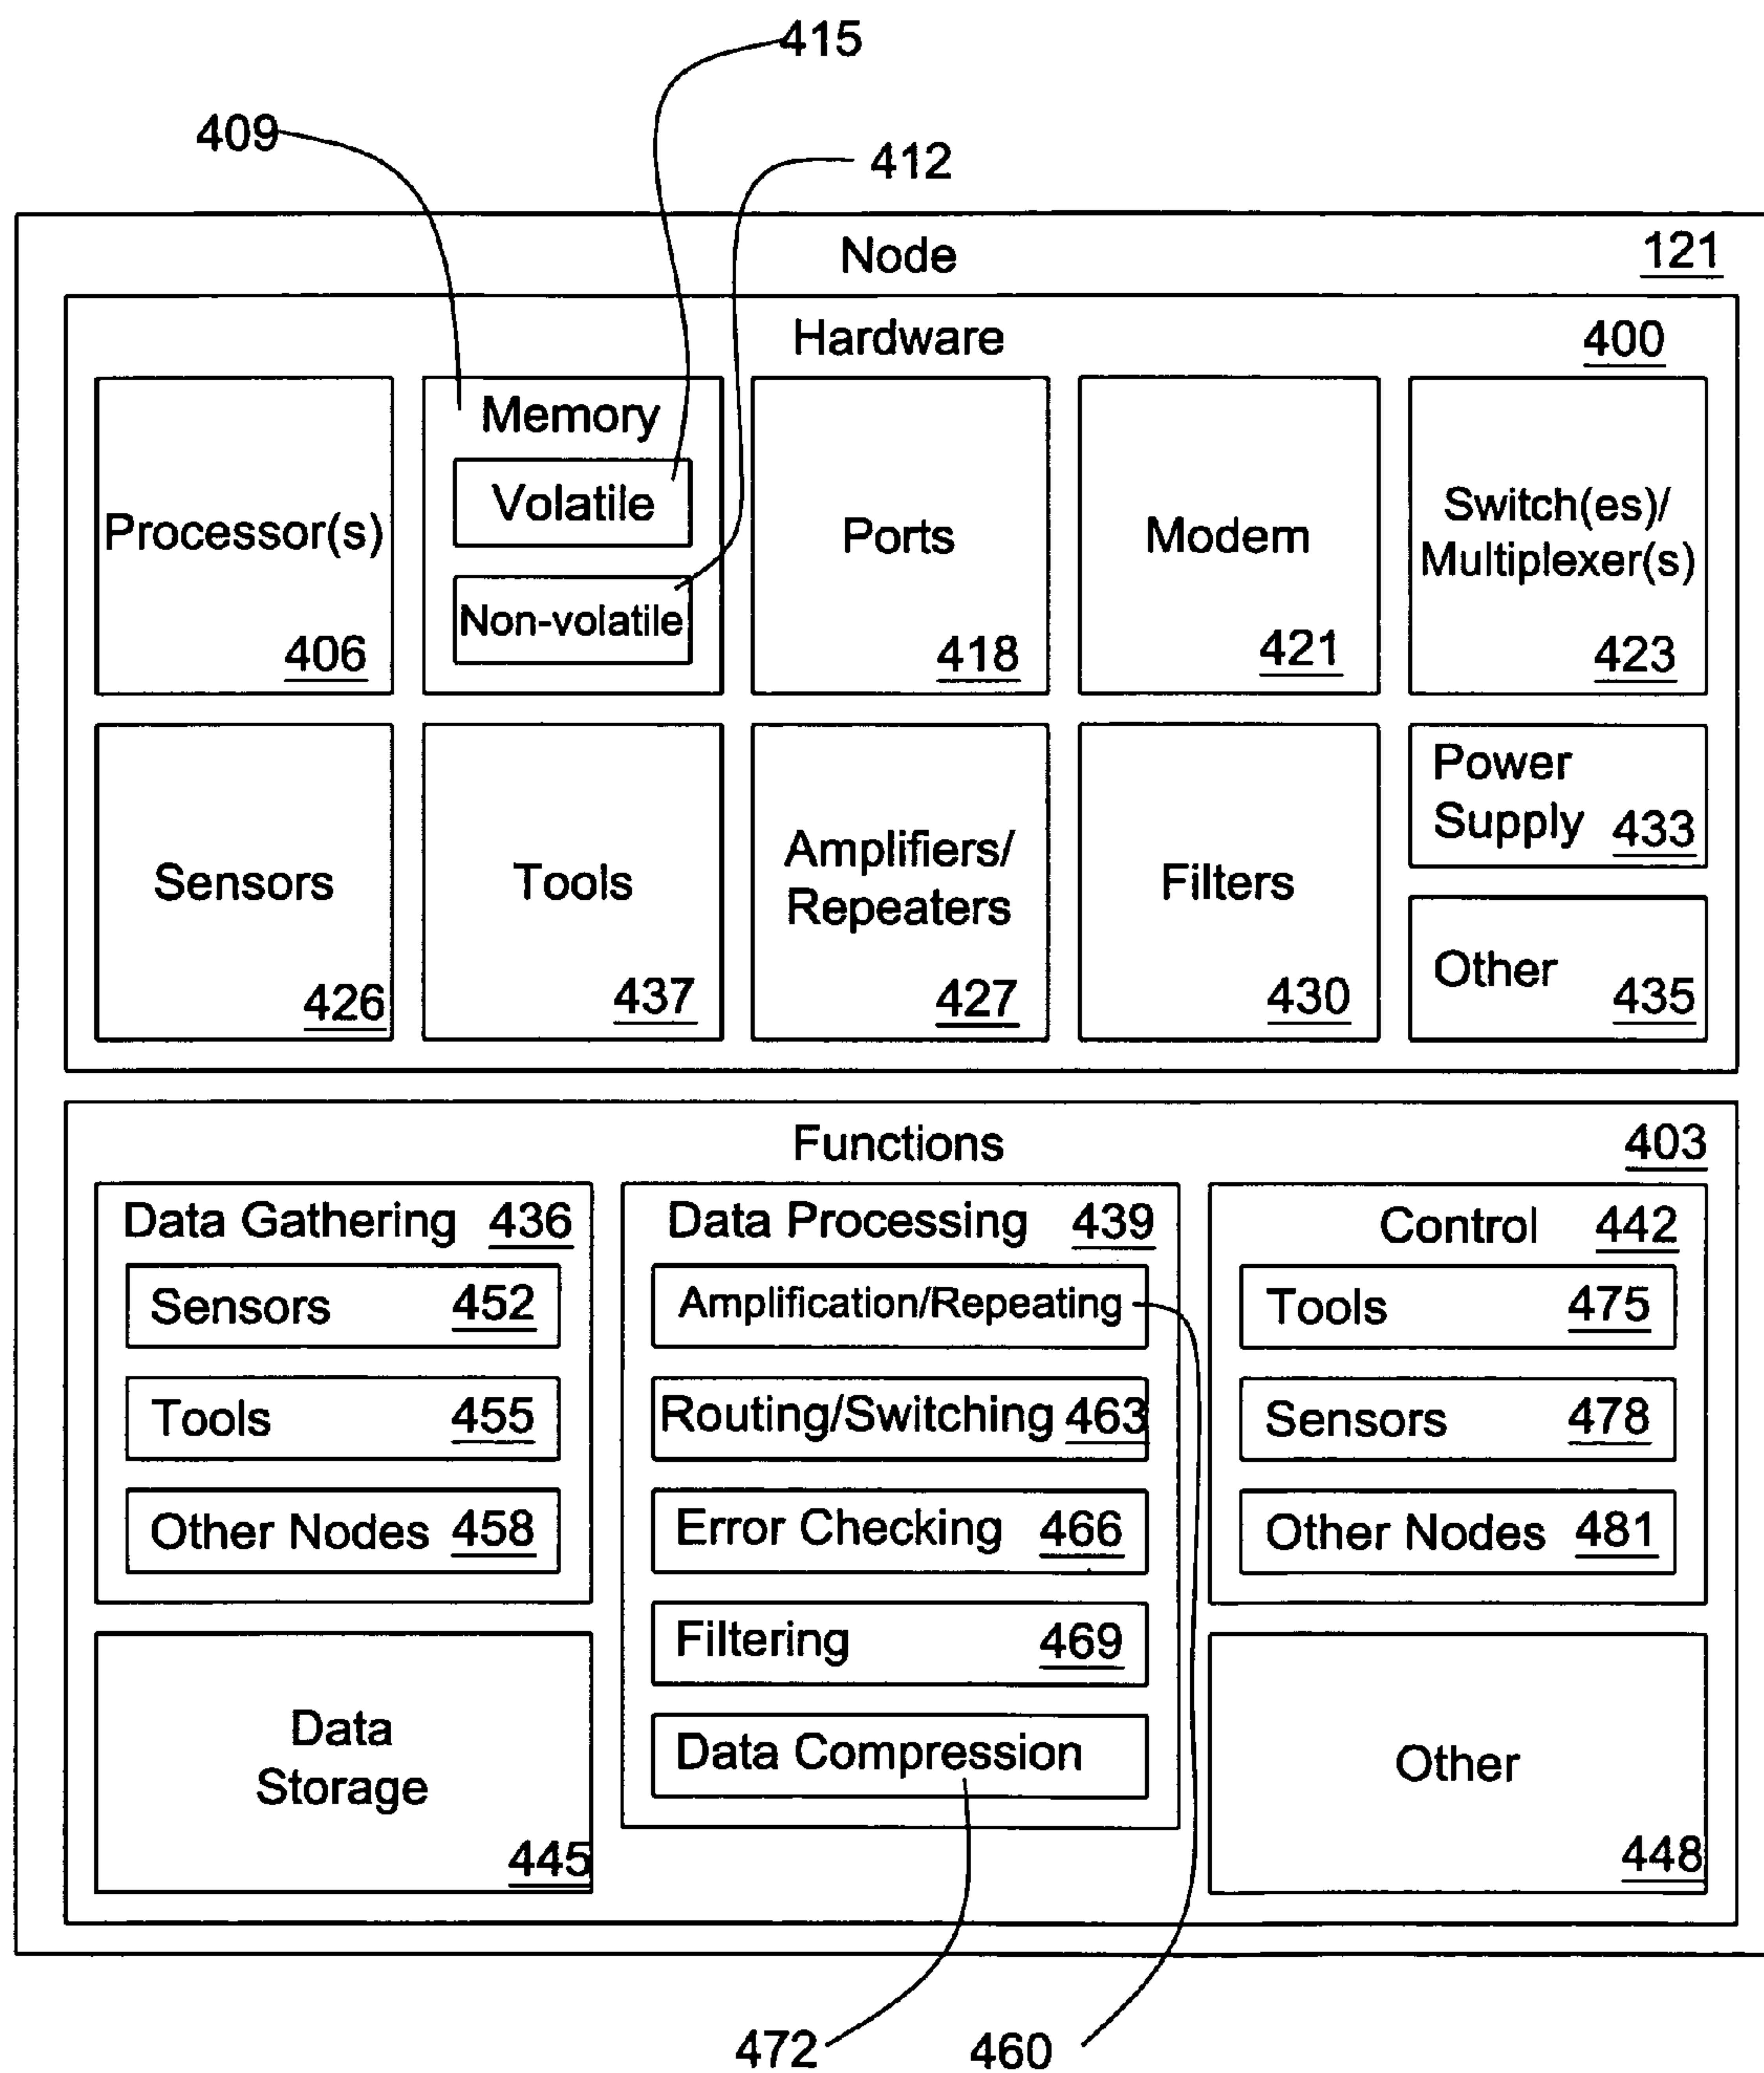 415
409
412
Node 121
Hardware 400
Processor(s)
406
Memory
Volatile
Non-volatile
Ports
418
Modem
421
Switch(es)/
Multiplexer(s)
423
Sensors
426
Tools
437
Amplifiers/
Repeaters
427
Filters
430
Power
Supply 433
Other
435
Functions 403
Data Gathering 436
Sensors 452
Tools 455
Other Nodes 458
Data Processing 439
Amplification/Repeating
Routing/Switching 463
Error Checking 466
Filtering 469
Data Compression
Control 442
Tools 475
Sensors 478
Other Nodes 481
Data
Storage
445
Other
448
472
460